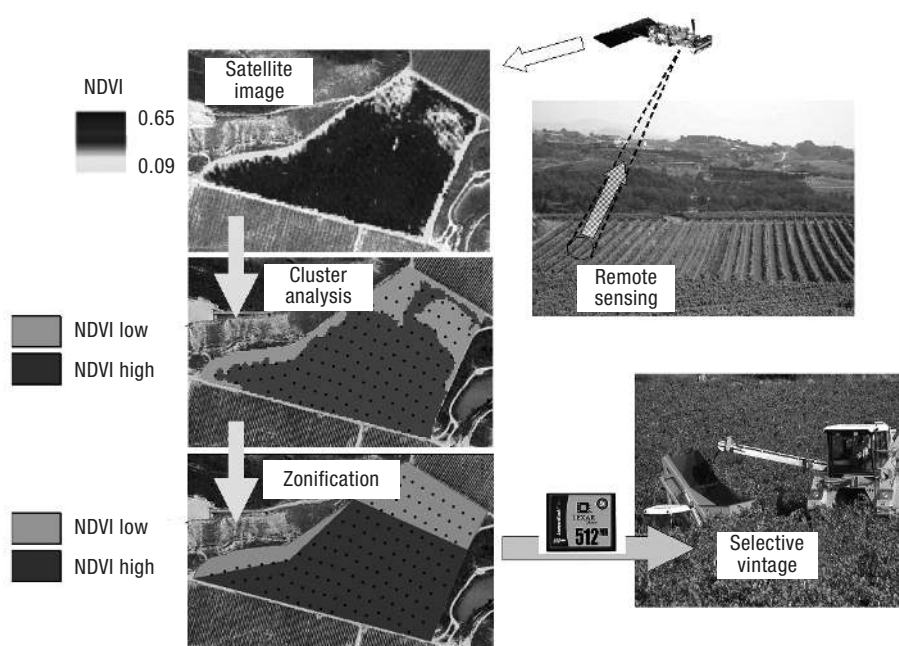 NDVI
0.65
0.09
Satellite
image
Remote
sensing
Cluster
analysis
NDVI low
NDVI high
Zonification
NDVI low
NDVI high
LEXAR
512
Selective
vintage